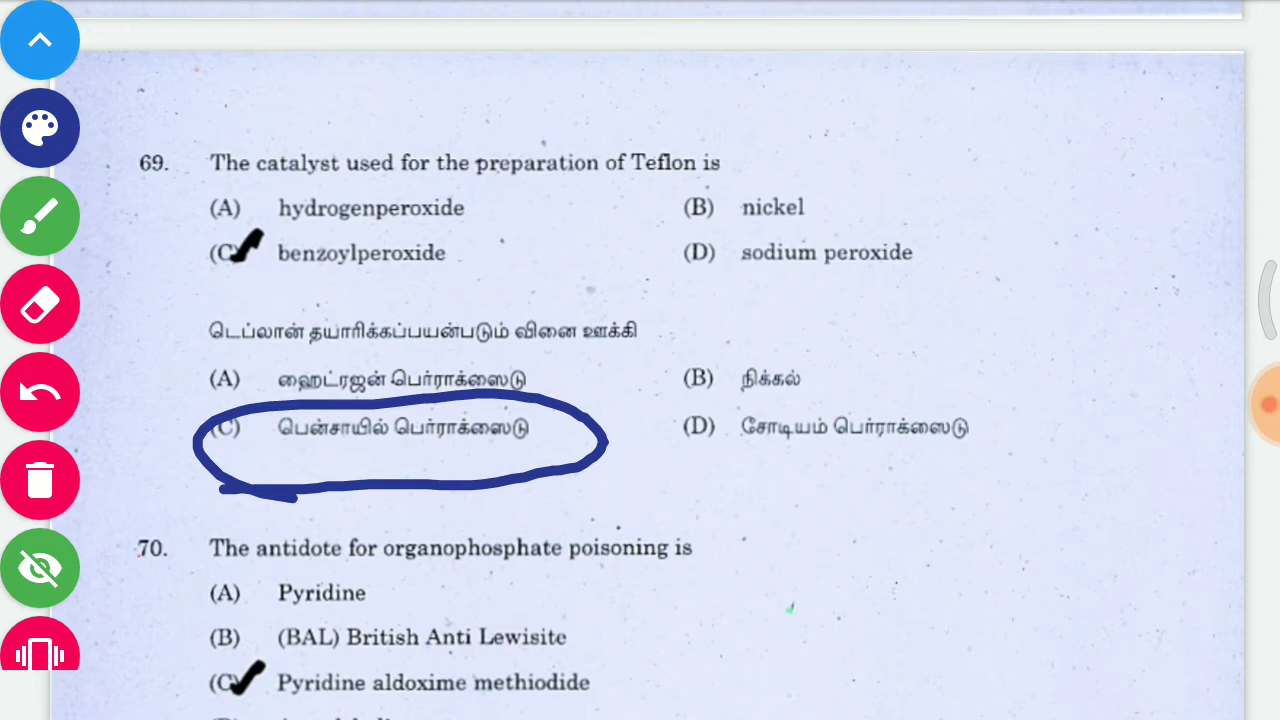 69. The catalyst used for the preparation of Teflon is
(A) hydrogenperoxide (B) nickel
(C) benzoylperoxide (D) sodium peroxide
டெப்லான் தயாரிக்கப்பயன்படும் வினை ஊக்கி
(A) ஹைட்ரஜன் பெர்ராக்ஸைடு (B) நிக்கல்
(C) பென்சாயில் பெர்ராக்ஸைடு (D) சோடியம் பெர்ராக்ஸைடு
70. The antidote for organophosphate poisoning is
(A) Pyridine
(B) (BAL) British Anti Lewisite
(C) Pyridine aldoxime methiodide